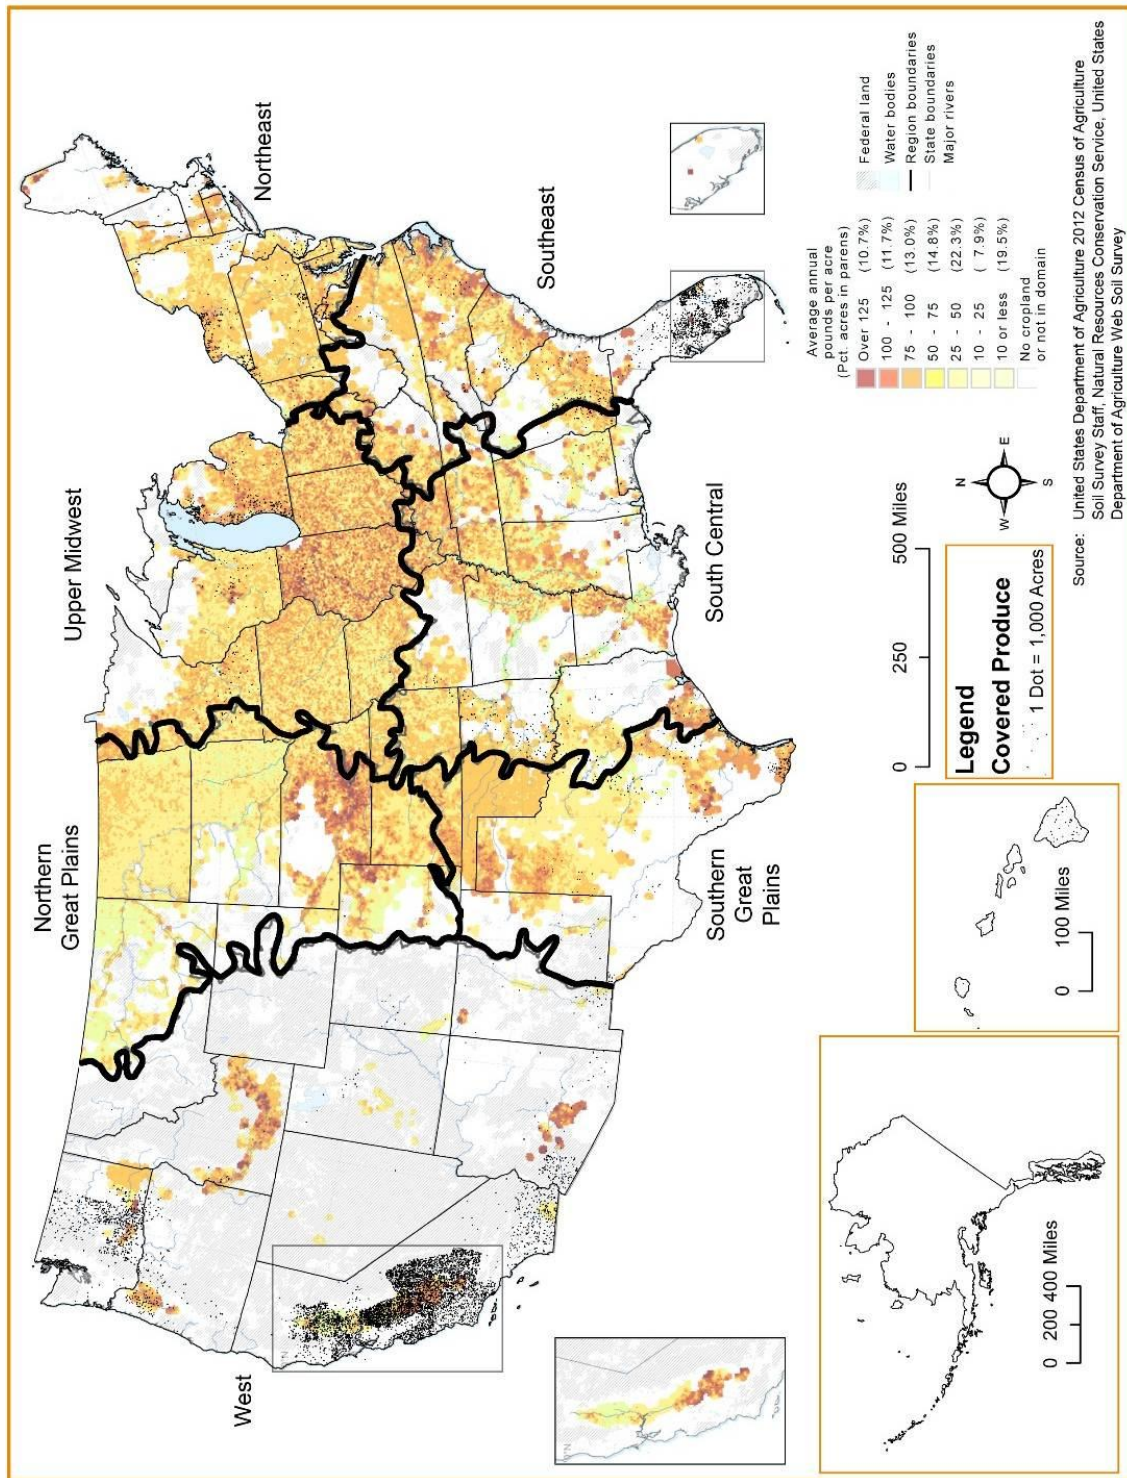 Northeast
Upper Midwest
Northern
Great Plains
West
Southeast
South Central
Southern
Great
Plains
Average annual
pounds per acre
(Pct. acres in parens)
Over 125 (10.7%)
100 - 125 (11.7%)
75 - 100 (13.0%)
50 - 75 (14.8%)
25 - 50 (22.3%)
10 - 25 ( 7.9%)
10 or less (19.5%)
No cropland
or not in domain
Federal land
Water bodies
Region boundaries
State boundaries
Major rivers
N
W E
S
0 250 500 Miles
Legend
Covered Produce
1 Dot = 1,000 Acres
0 100 Miles
0 200 400 Miles
Source: United States Department of Agriculture 2012 Census of Agriculture
Soil Survey Staff, Natural Resources Conservation Service, United States
Department of Agriculture Web Soil Survey